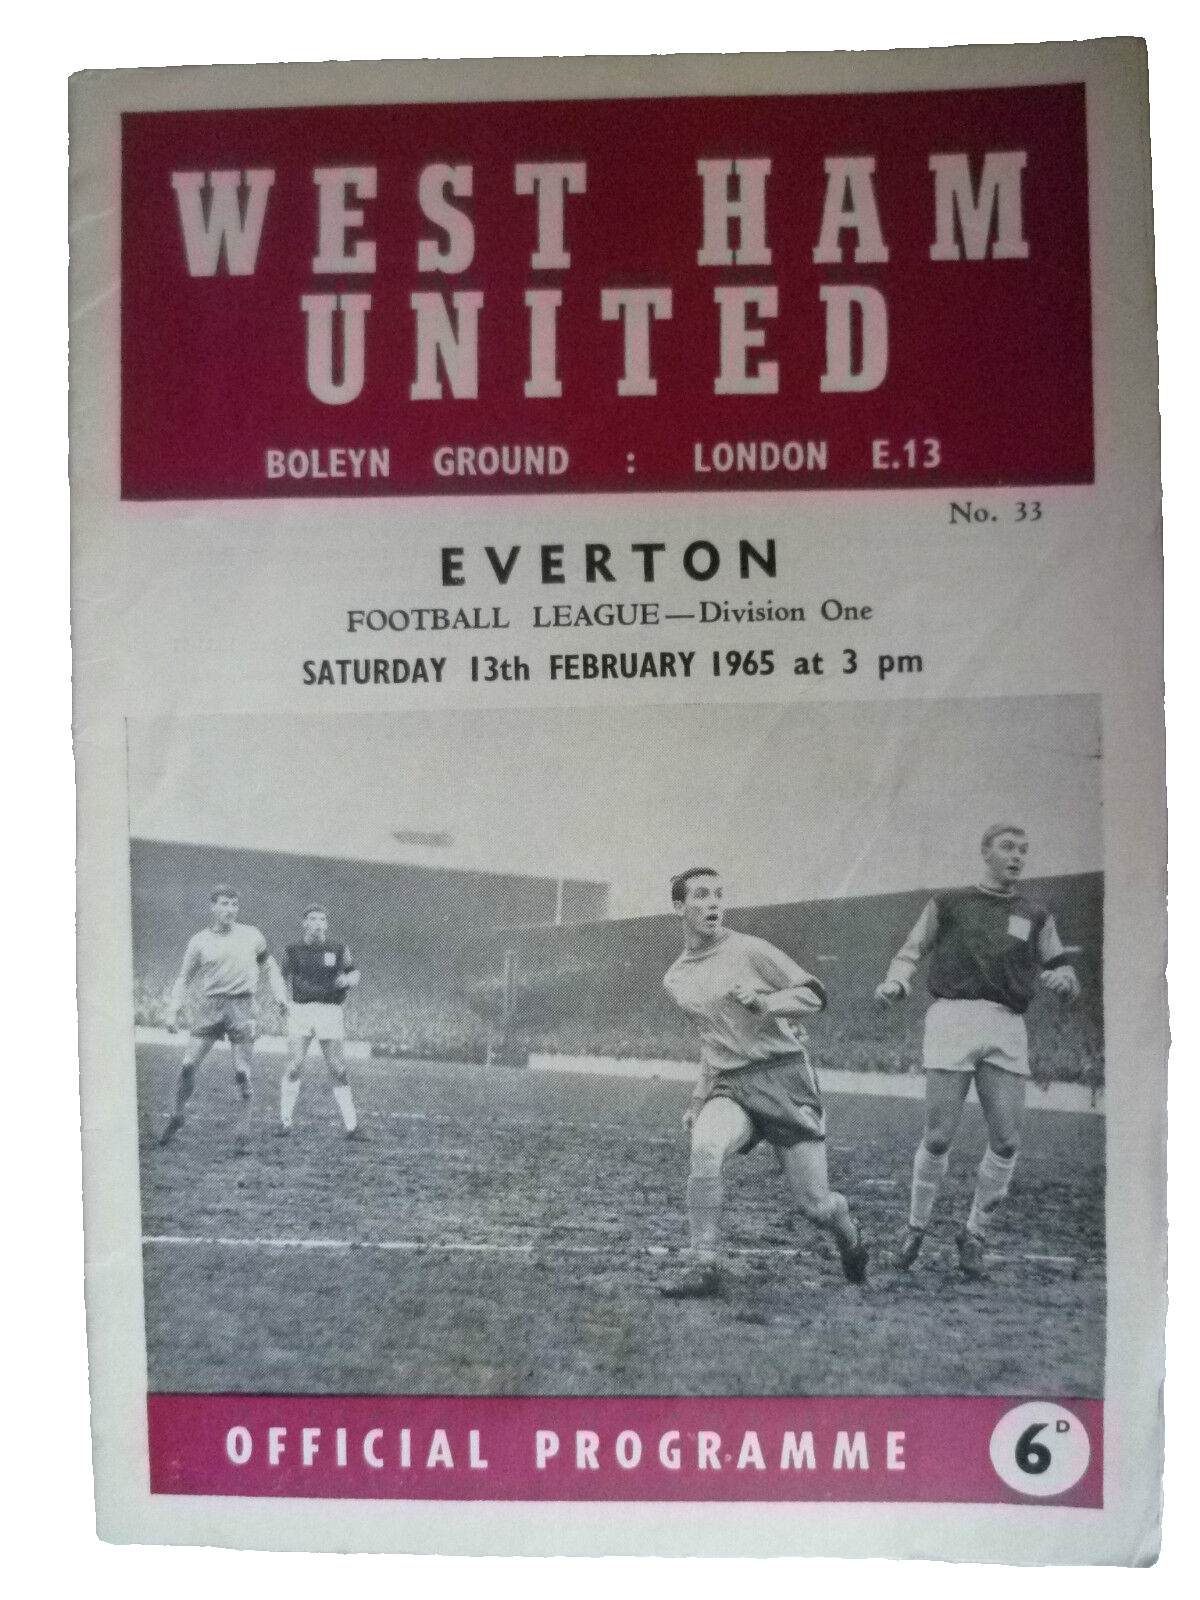 WEST HAM
UNITED
BOLEYN GROUND : LONDON E.13
No. 33
EVERTON
FOOTBALL LEAGUE—Division One
SATURDAY 13th FEBRUARY 1965 at 3 pm
OFFICIAL PROGRAMME
6D